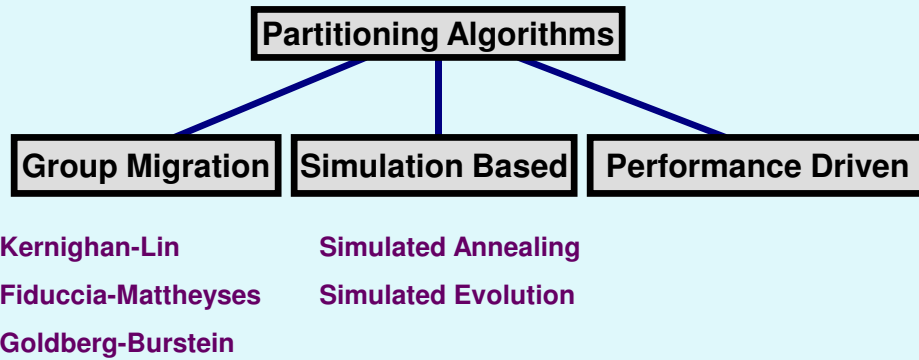 Partitioning Algorithms
Group Migration
Simulation Based
Performance Driven
Kernighan-Lin
Fiduccia-Mattheyses
Goldberg-Burstein
Simulated Annealing
Simulated Evolution